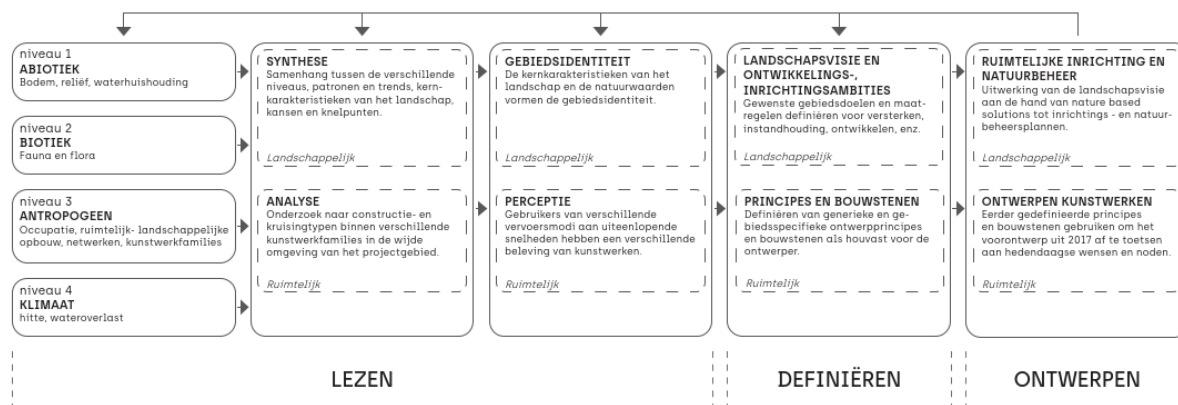 niveau 1
ABIOTIEK
Bodem, reliëf, waterhuishouding
niveau 2
BIOTIEK
Fauna en flora
niveau 3
ANTROPOGEEN
Occupatie, ruimtelijk- landschappelijke
opbouw, netwerken, kunstwerkfamilies
niveau 4
KLIMAAT
hitte, wateroverlast
SYNTHESE
Samenhang tussen de verschillende
niveaus, patronen en trends, kern-
karakteristieken van het landschap,
kansen en knelpunten.
Landschappelijk
ANALYSE
Onderzoek naar constructie- en
kruisingtypen binnen verschillende
kunstwerkfamilies in de wijde
omgeving van het projectgebied.
Ruimtelijk
GEBIEDSIDENTITEIT
De kernkarakteristieken van het
landschap en de natuurwaarden
vormen de gebiedsidentiteit.
Landschappelijk
PERCEPTIE
Gebruikers van verschillende
vervoersmodi aan uiteenlopende
snelheden hebben een verschillende
beleving van kunstwerken.
Ruimtelijk
LANDSCHAPSVISIE EN
ONTWIKKELINGS-,
INRICHTINGSAMBITIES
Gewenste gebiedsdoelen en maat-
regelen definiëren voor versterken,
instandhouding, ontwikkelen, enz.
Landschappelijk
PRINCIPES EN BOUWSTENEN
Definiëren van generieke en ge-
biedsspecifieke ontwerpprincipes
en bouwstenen als houvast voor de
ontwerper.
Ruimtelijk
RUIMTELIJKE INRICHTING EN
NATUURBEHEER
Uitwerking van de landschapsvisie
aan de hand van nature based
solutions tot inrichtings - en natuur-
beheersplannen.
Landschappelijk
ONTWERPEN KUNSTWERKEN
Eerder gedefinieerde principes
en bouwstenen gebruiken om het
voorontwerp uit 2017 af te toetsen
aan hedendaagse wensen en noden.
Ruimtelijk
LEZEN
DEFINIËREN
ONTWERPEN